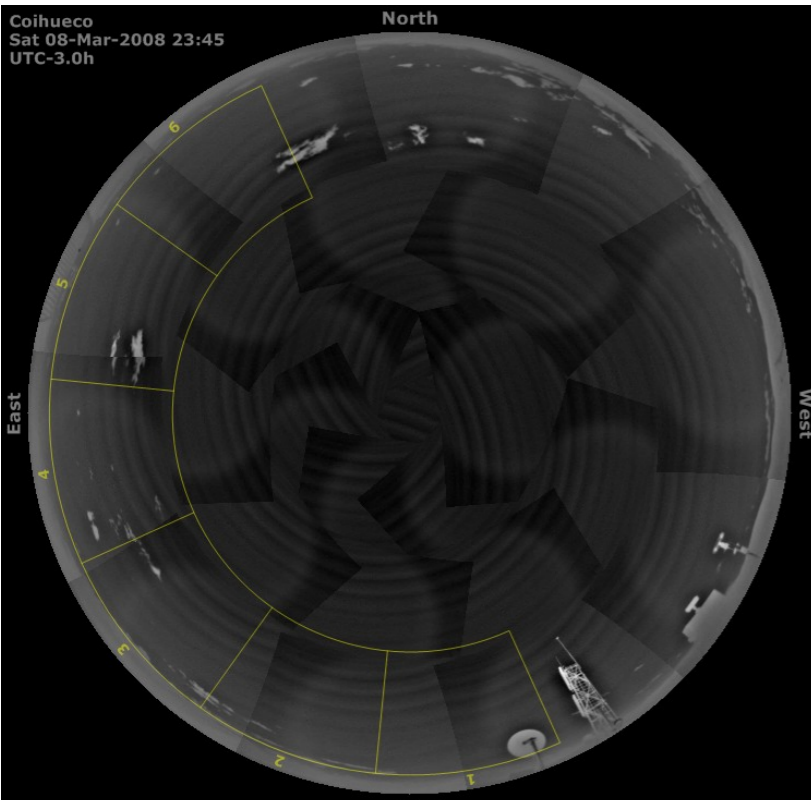 Coihueco
Sat 08-Mar-2008 23:45
UTC-3.0h
North
East
West
6
5
4
3
2
1